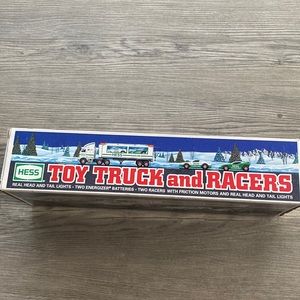 HESS
TOY TRUCK and RACERS
REAL HEAD AND TAIL LIGHTS • TWO ENERGIZER® BATTERIES • TWO RACERS WITH FRICTION MOTORS AND REAL HEAD AND TAIL LIGHTS